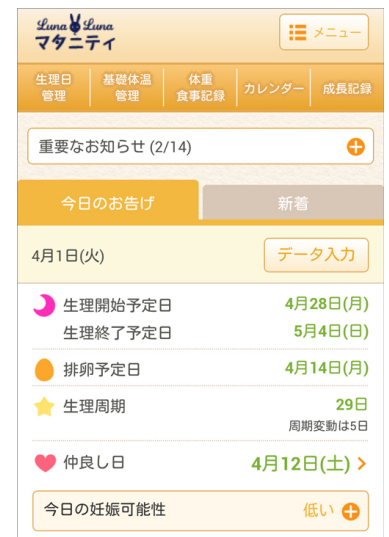 Luna Luna
マタニティ
メニュー
生理日
管理
基礎体温
管理
体重
食事記録
カレンダー
成長記録
重要なお知らせ (2/14)
今日のお告げ
新着
4月1日(火)
データ入力
生理開始予定日 4月28日(月)
生理終了予定日 5月4日(日)
排卵予定日 4月14日(月)
生理周期 29日
周期変動は5日
仲良し日 4月12日(土)
今日の妊娠可能性 低い